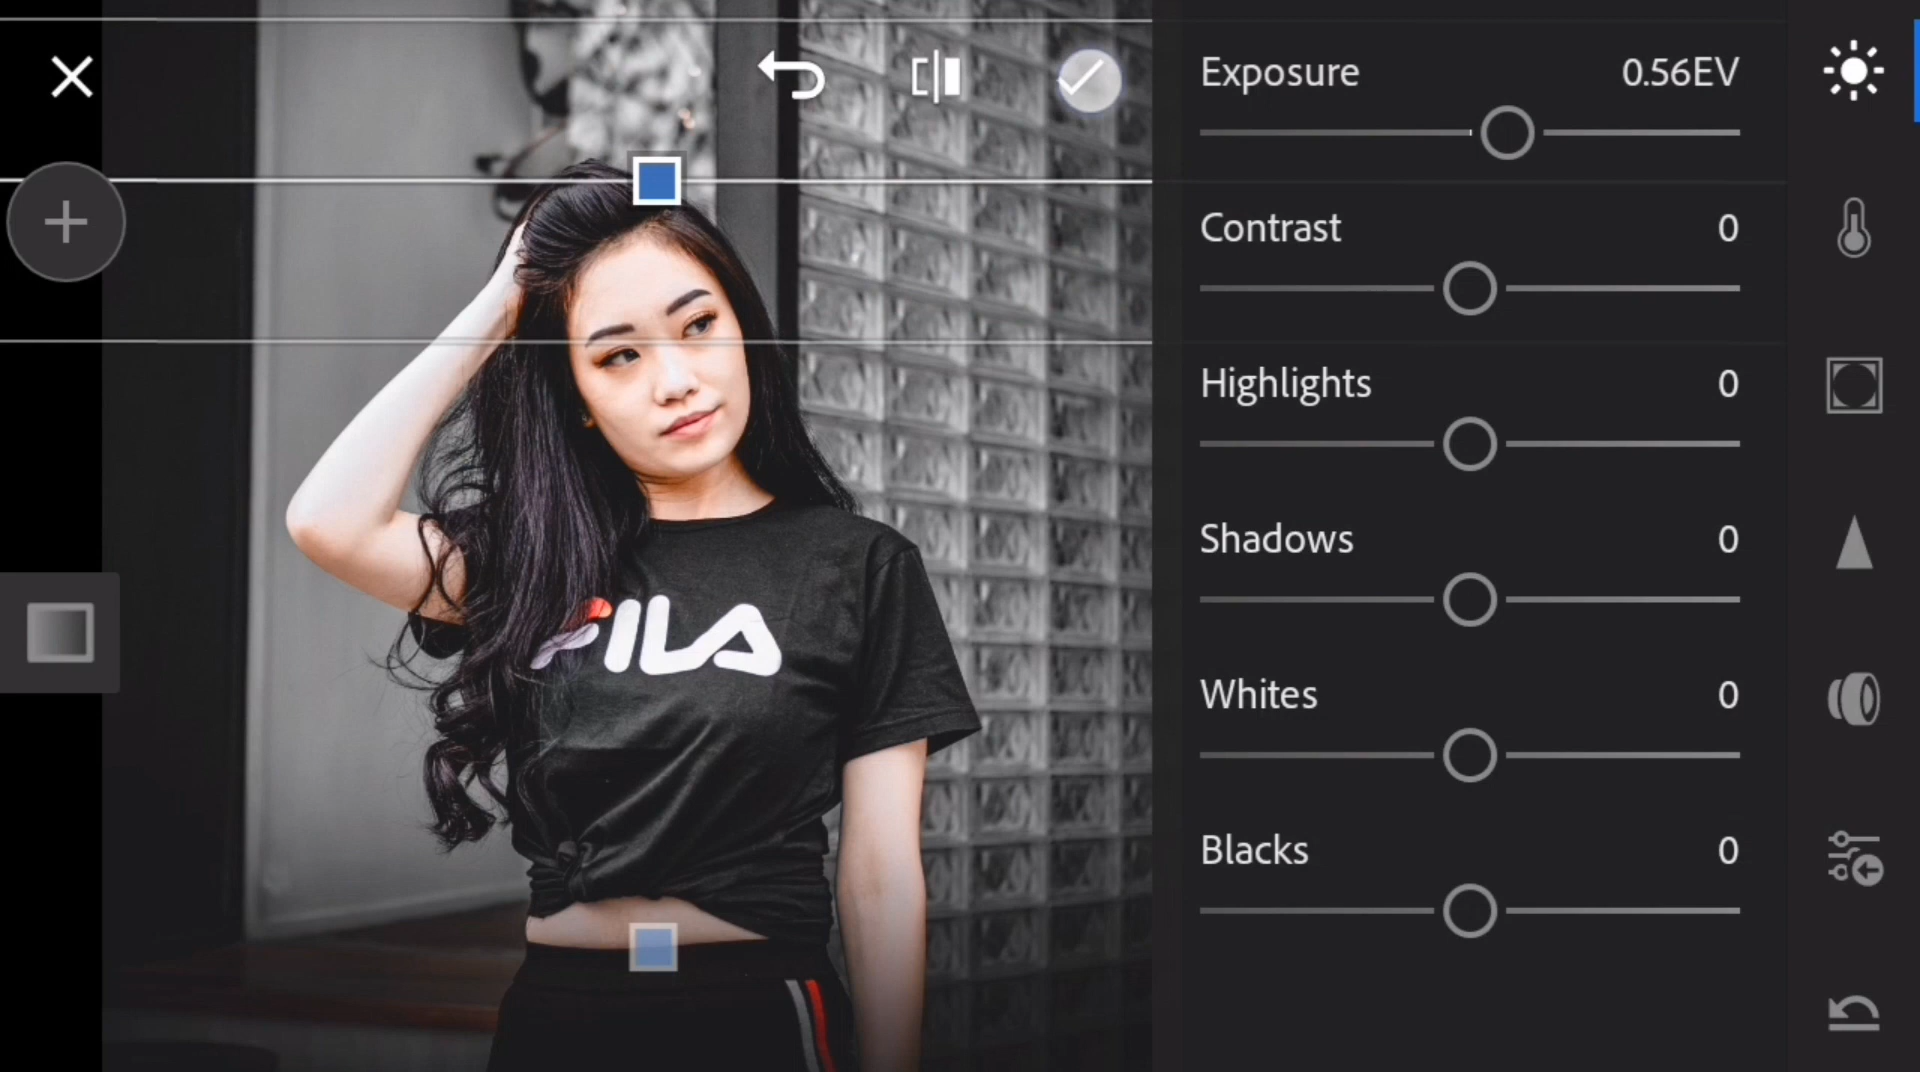 Exposure 0.56EV
Contrast 0
Highlights 0
Shadows 0
Whites 0
Blacks 0
FILA